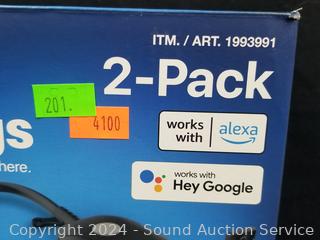 ITM. / ART. 1993991
2-Pack
201.
4100
works with | alexa
gs
here.
works with
Hey Google
Copyright 2024 - Sound Auction Service